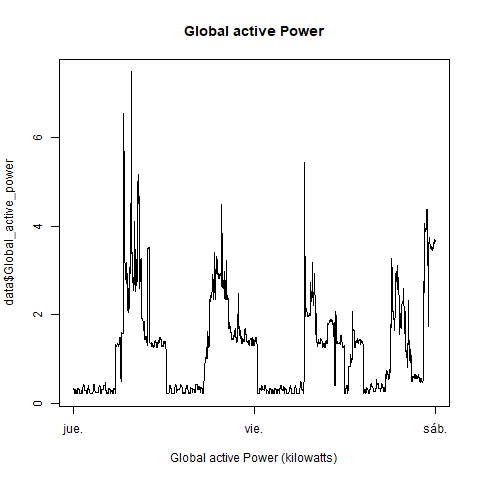 Global active Power
data$Global_active_power
6
4
2
0
jue.
vie.
sáb.
Global active Power (kilowatts)